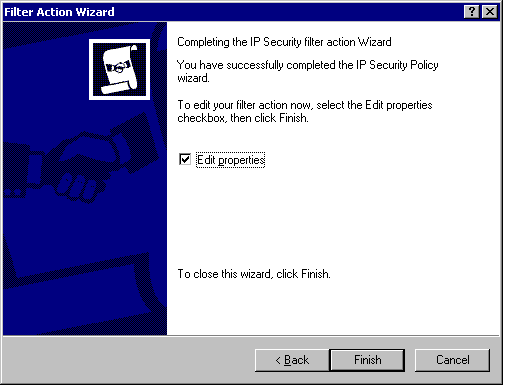 Filter Action Wizard
Completing the IP Security filter action Wizard
You have successfully completed the IP Security Policy
wizard.
To edit your filter action now, select the Edit properties
checkbox, then click Finish.
Edit properties
To close this wizard, click Finish.
< Back
Finish
Cancel